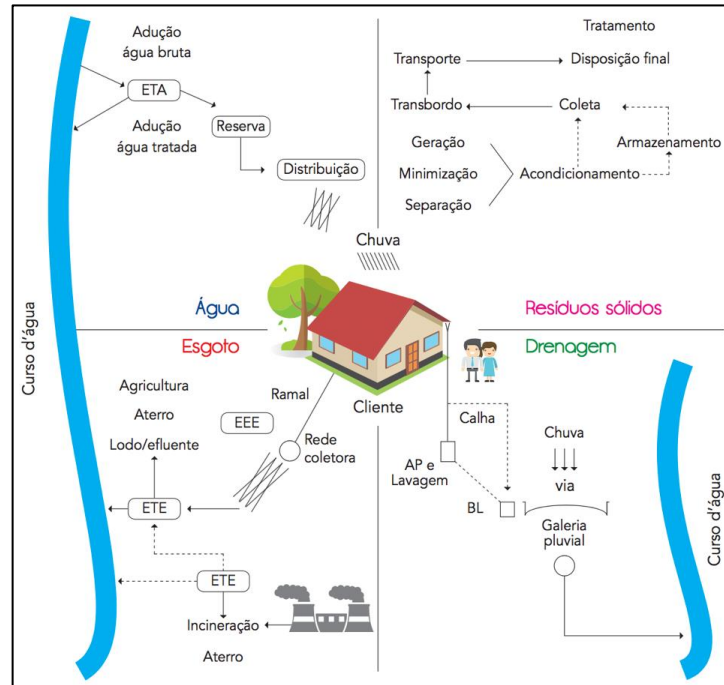 Adução
água bruta
ETA
Adução
água tratada
Reserva
Distribuição
Tratamento
Transporte
Disposição final
Transbordo
Coleta
Geração
Armazenamento
Minimização
Acondicionamento
Separação
Chuva
Curso d'água
Água
Resíduos sólidos
Esgoto
Drenagem
Agricultura
Aterro
Lodo/efluente
Ramal
EEE
Rede
coletora
Cliente
ETE
ETE
Incineração
Aterro
Calha
AP e
Lavagem
BL
Chuva
via
Galeria
pluvial
Curso d'água